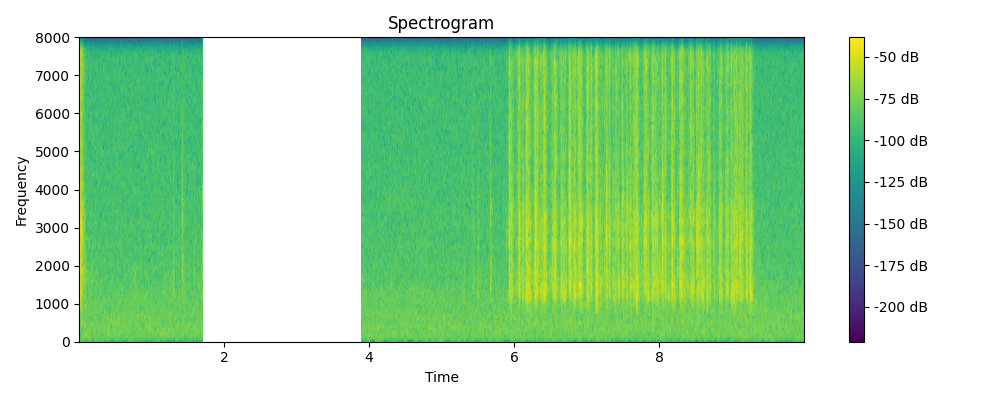 Spectrogram
8000
7000
6000
5000
4000
3000
2000
1000
0
Frequency
2
4
6
8
Time
-50 dB
-75 dB
-100 dB
-125 dB
-150 dB
-175 dB
-200 dB